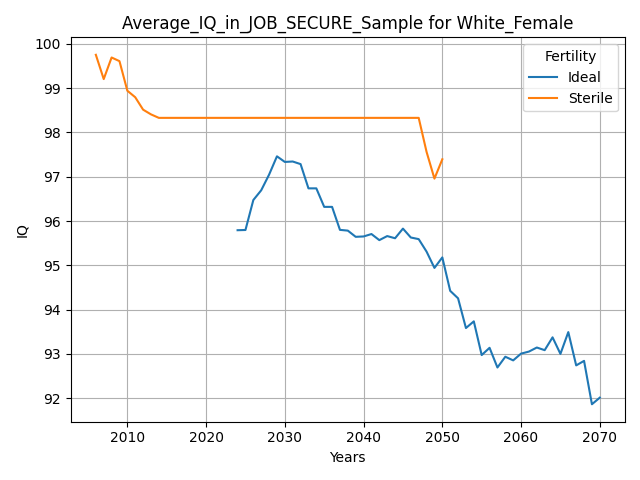 Average_IQ_in_JOB_SECURE_Sample for White_Female
100
99
98
97
96
95
94
93
92
IQ
Fertility
Ideal
Sterile
2010 2020 2030 2040 2050 2060 2070
Years